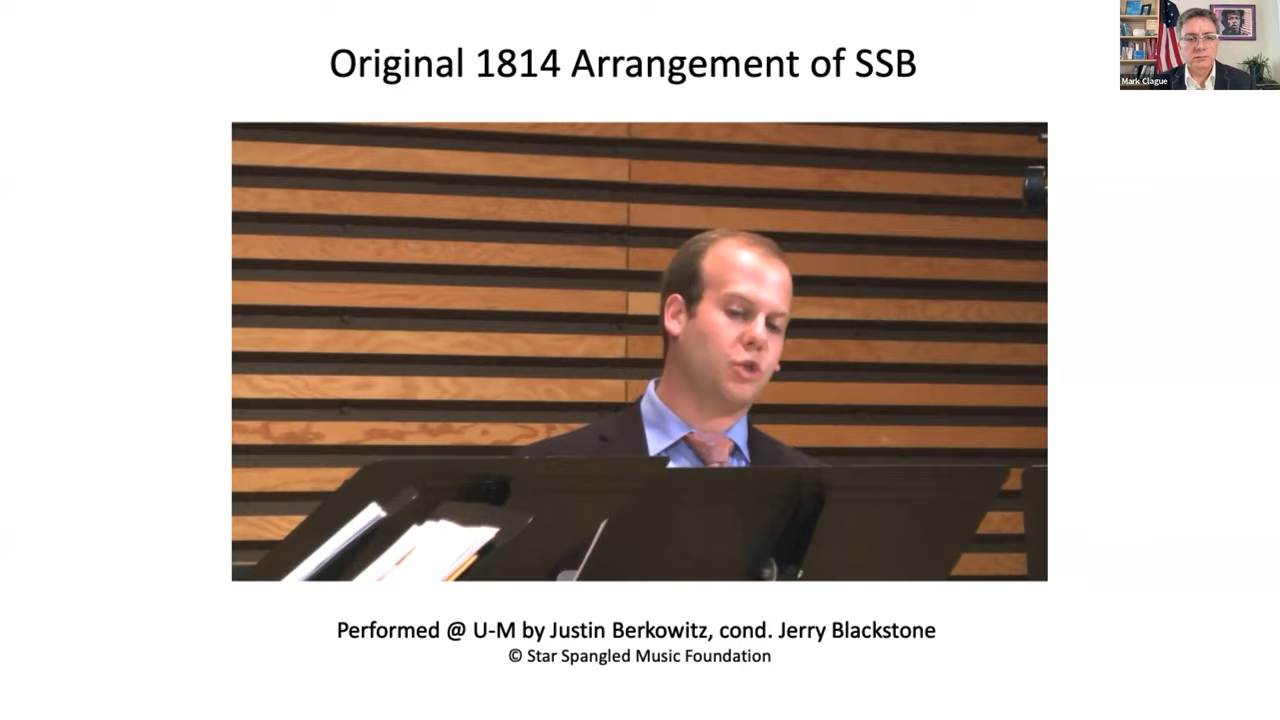 Original 1814 Arrangement of SSB
Mark Clague
Performed @ U-M by Justin Berkowitz, cond. Jerry Blackstone
© Star Spangled Music Foundation